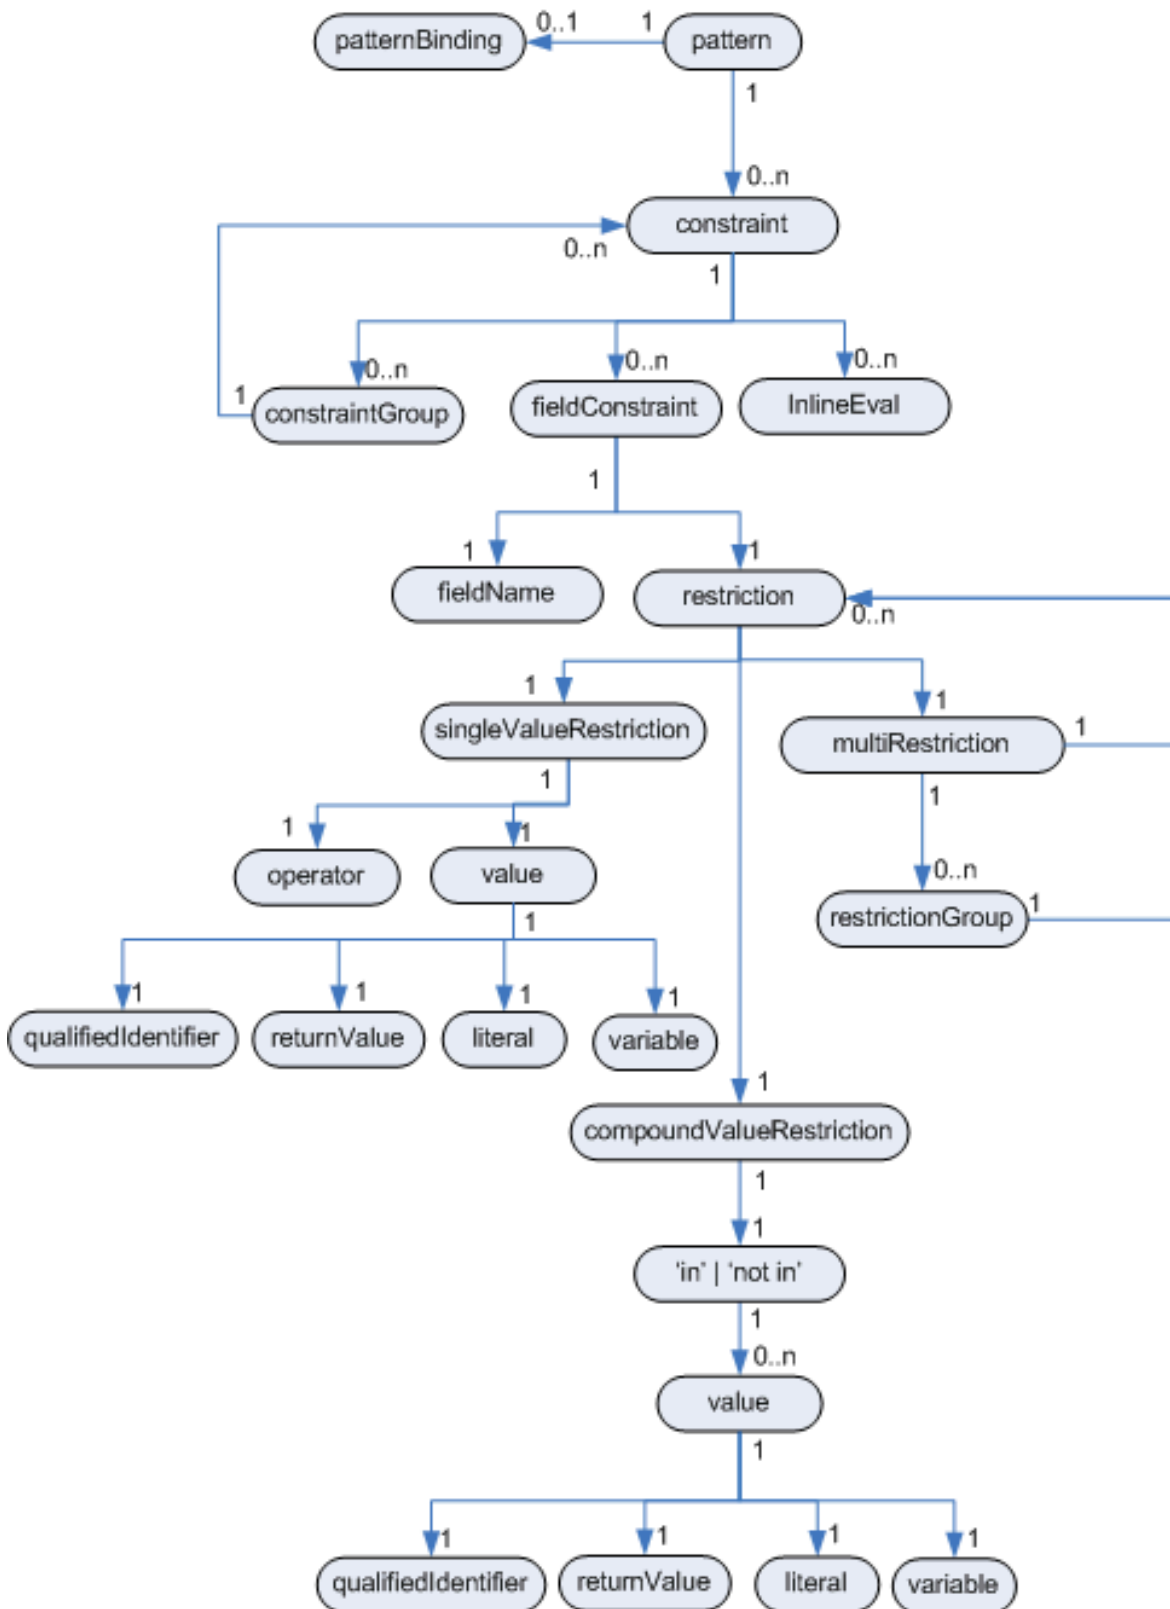 patternBinding 0..1 1 pattern
1
0..n
constraint
0..n
1
0..n 0..n 0..n
1
constraintGroup fieldConstraint InlineEval
1
1 1
fieldName restriction
0..n
1 1
singleValueRestriction multiRestriction 1
1 1
1 1
operator value 0..n
1 restrictionGroup 1
1 1 1 1
qualifiedIdentifier returnValue literal variable
1
compoundValueRestriction
1
1
'in' | 'not in'
1
0..n
value
1
1 1 1 1
qualifiedIdentifier returnValue literal variable